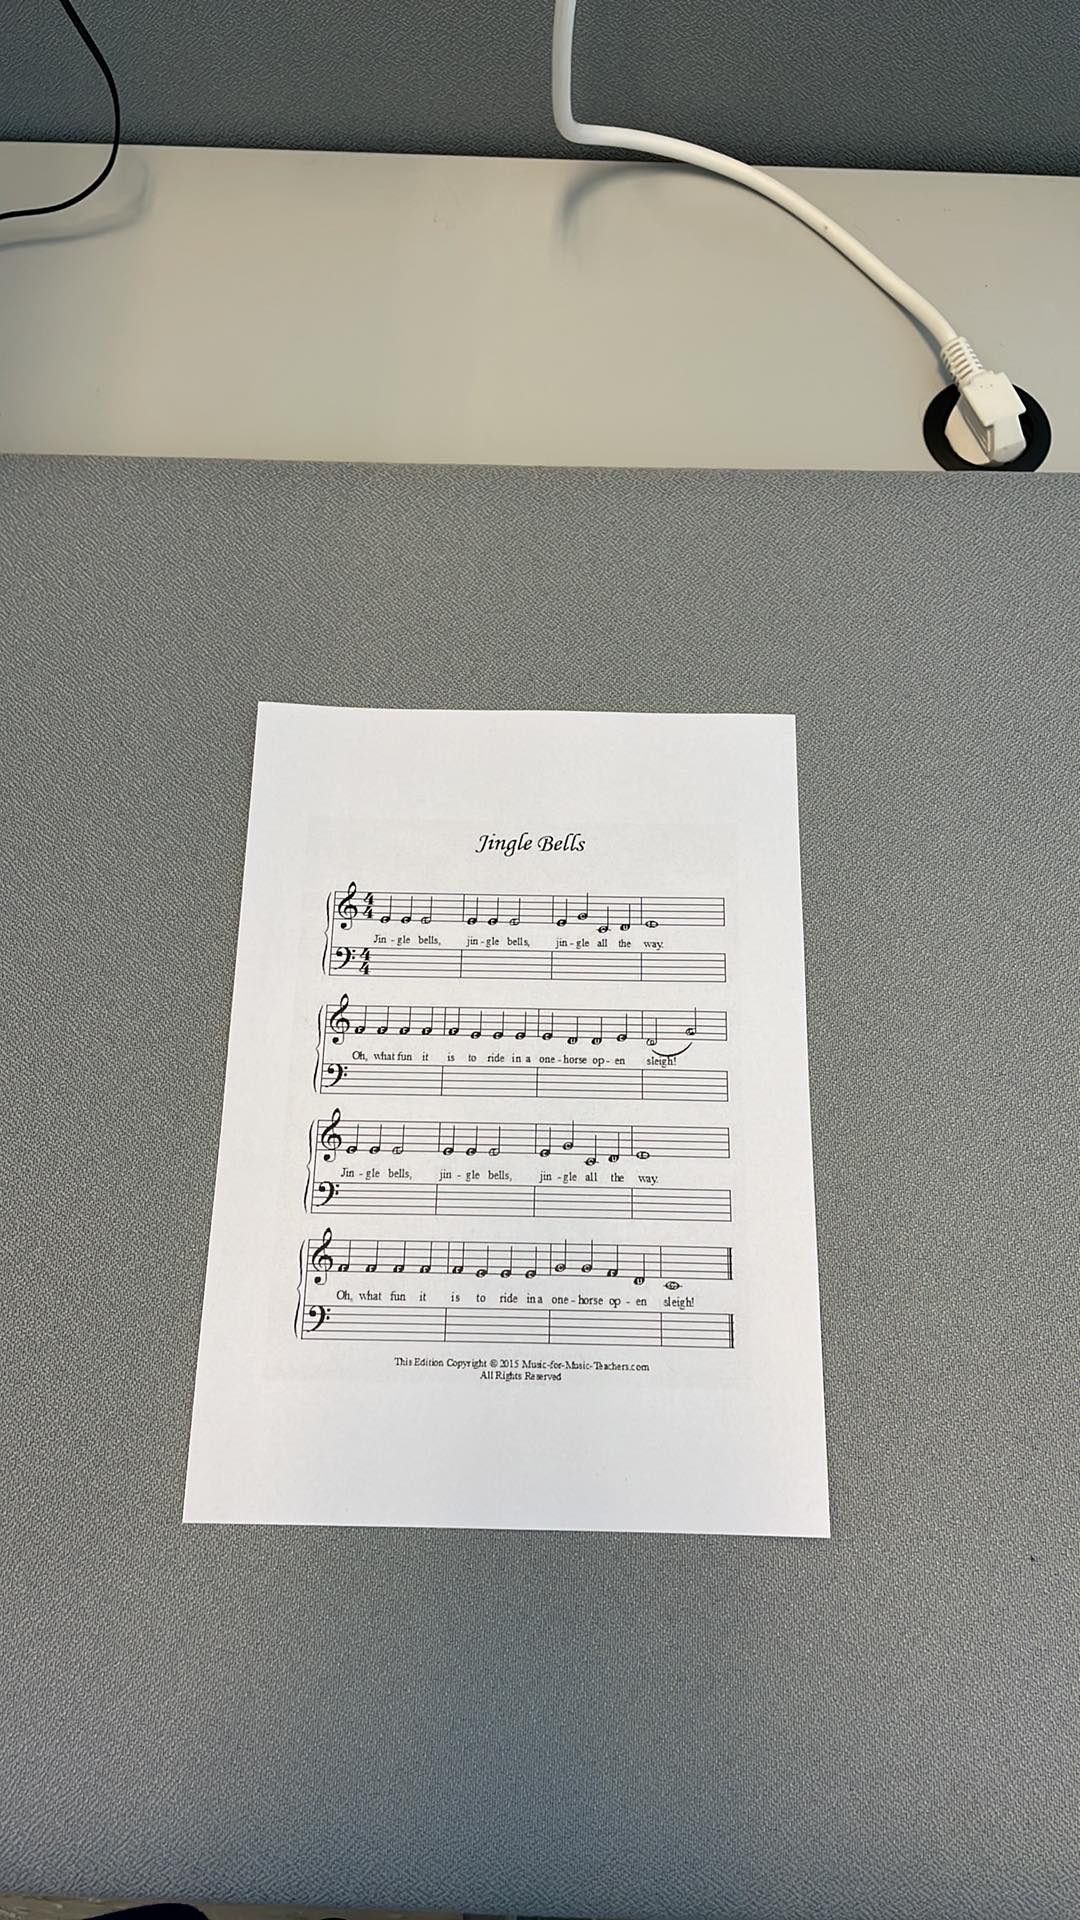 Jingle Bells
4 4
Jin - gle bells, jin - gle bells, jin - gle all the way.
4 4
Oh, what fun it is to ride in a one - horse op - en sleigh!
Jin - gle bells, jin - gle bells, jin - gle all the way.
Oh, what fun it is to ride in a one - horse op - en sleigh!
This Edition Copyright © 2015 Music-for-Music-Teachers.com
All Rights Reserved